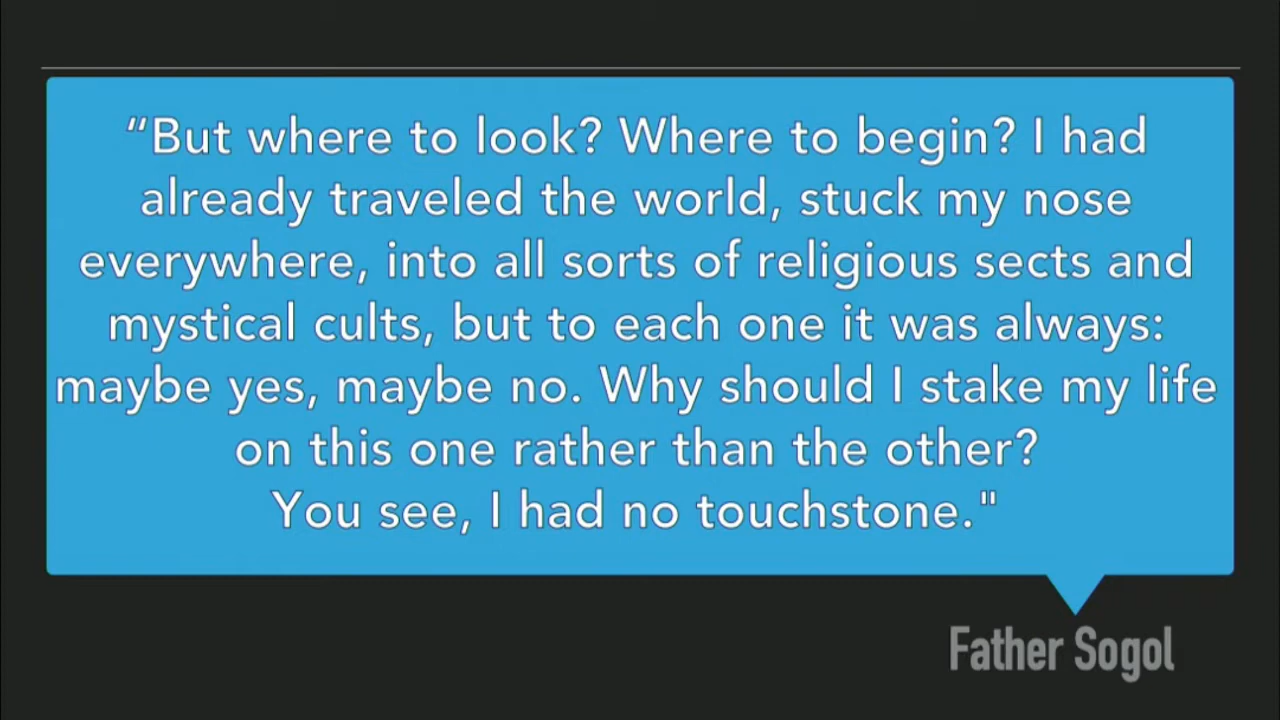 “But where to look? Where to begin? I had
already traveled the world, stuck my nose
everywhere, into all sorts of religious sects and
mystical cults, but to each one it was always:
maybe yes, maybe no. Why should I stake my life
on this one rather than the other?
You see, I had no touchstone."
Father Sogol